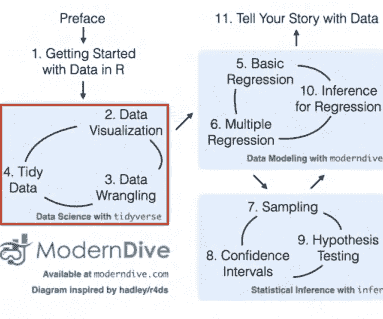 Preface
1. Getting Started
with Data in R
2. Data
Visualization
4. Tidy
Data
3. Data
Wrangling
Data Science with tidyverse
ModernDive
Available at moderndive.com
Diagram inspired by hadley/r4ds
11. Tell Your Story with Data
5. Basic
Regression
10. Inference
for Regression
6. Multiple
Regression
Data Modeling with moderndive
7. Sampling
8. Confidence
Intervals
9. Hypothesis
Testing
Statistical Inference with infer